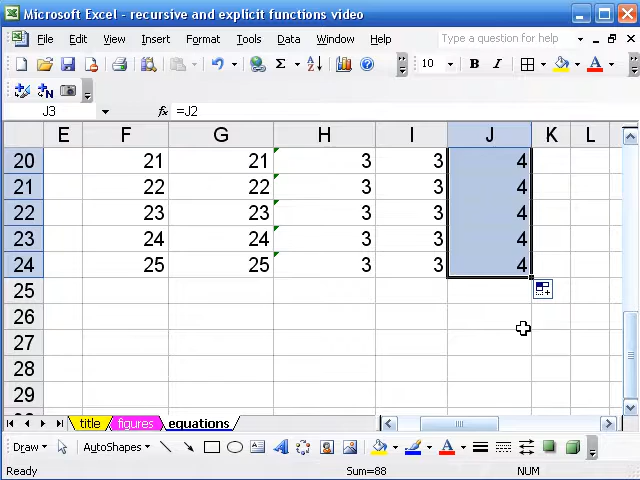 Microsoft Excel - recursive and explicit functions video
File Edit View Insert Format Tools Data Window Help Type a question for help
Σ A Z 10 B A
N
J3 fx =J2
E F G H I J K L
20 21 21 3 3 4
21 22 22 3 3 4
22 23 23 3 3 4
23 24 24 3 3 4
24 25 25 3 3 4
25
26
27
28
29
title figures equations
Draw AutoShapes A A
Ready Sum=88 NUM